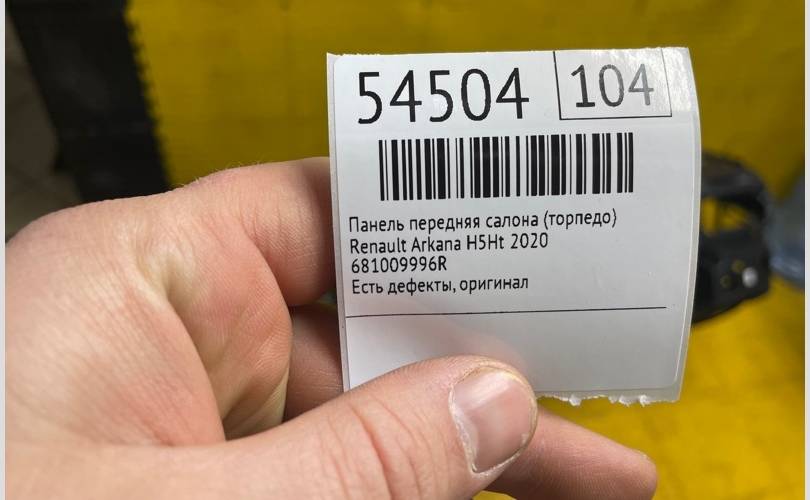 54504 104
Панель передняя салона (торпедо)
Renault Arkana H5Ht 2020
681009996R
Есть дефекты, оригинал